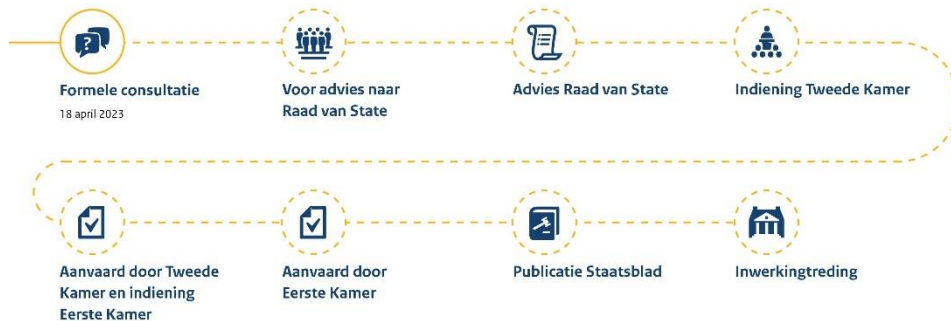 ?
Formele consultatie
18 april 2023
Voor advies naar
Raad van State
Advies Raad van State
Indiening Tweede Kamer
Aanvaard door Tweede
Kamer en indiening
Eerste Kamer
Aanvaard door
Eerste Kamer
Publicatie Staatsblad
Inwerkingtreding